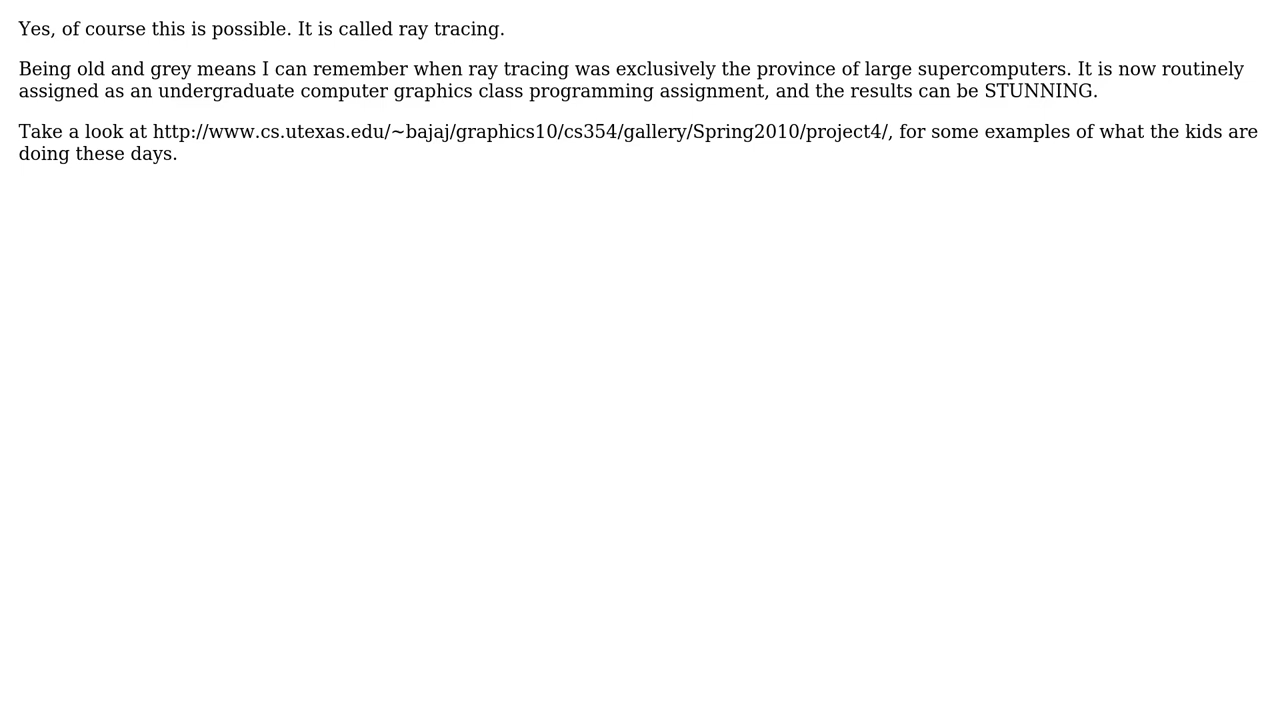 Yes, of course this is possible. It is called ray tracing.
Being old and grey means I can remember when ray tracing was exclusively the province of large supercomputers. It is now routinely
assigned as an undergraduate computer graphics class programming assignment, and the results can be STUNNING.
Take a look at http://www.cs.utexas.edu/~bajaj/graphics10/cs354/gallery/Spring2010/project4/, for some examples of what the kids are
doing these days.